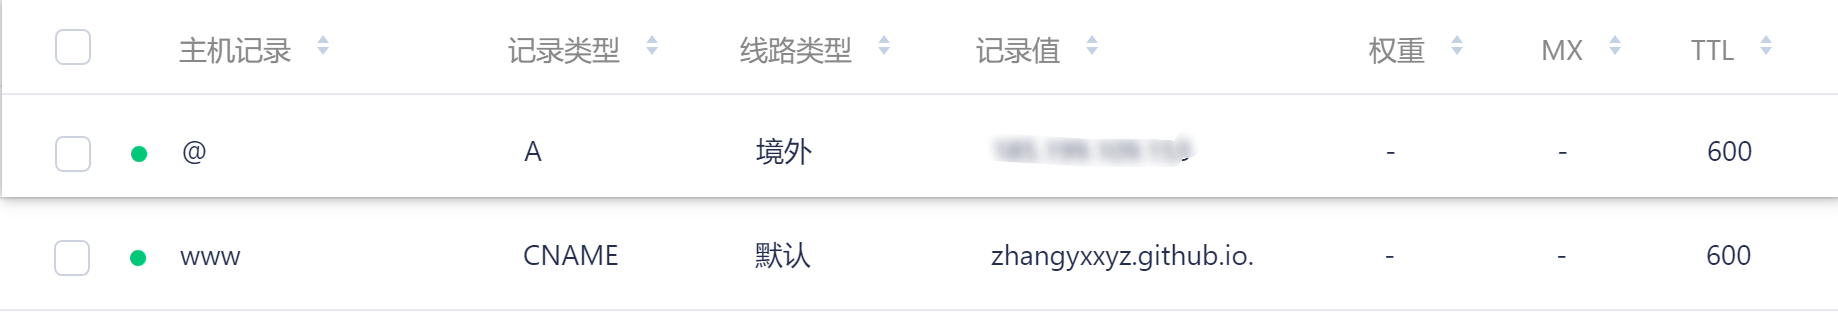 主机记录 记录类型 线路类型 记录值 权重 MX TTL
@ A 境外 - - 600
www CNAME 默认 zhangyxxyz.github.io. - - 600